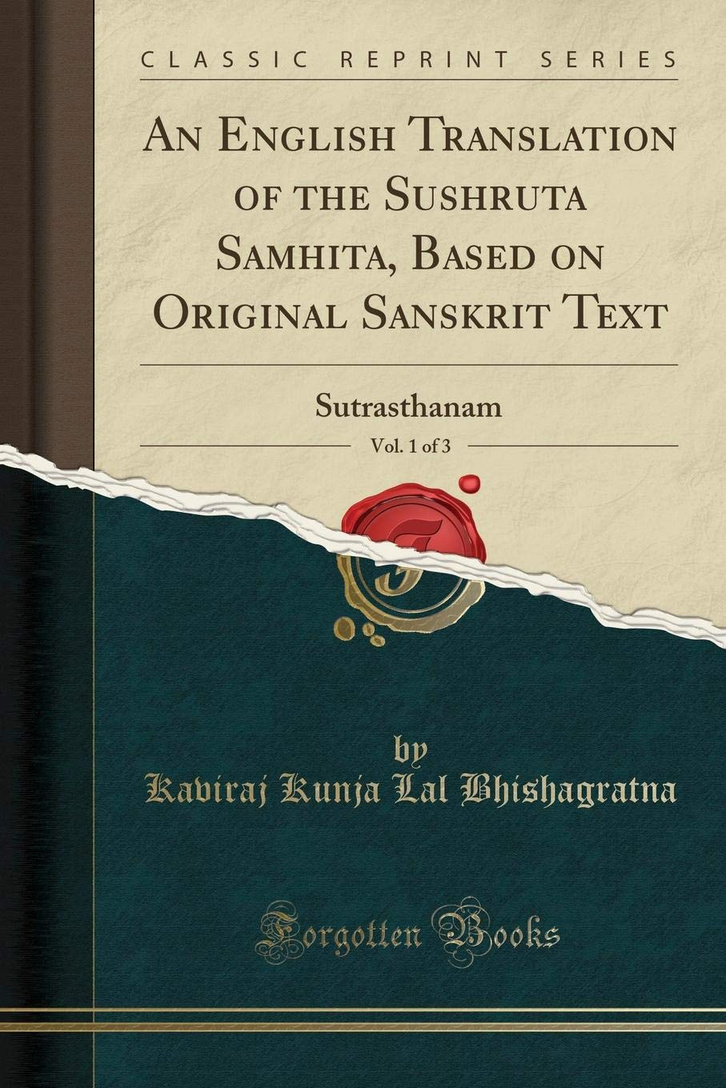 CLASSIC REPRINT SERIES
AN ENGLISH TRANSLATION
OF THE SUSHRUTA
SAMHITA, BASED ON
ORIGINAL SANSKRIT TEXT
Sutrasthanam
Vol. 1 of 3
by
Kaviraj Kunja Lal Bhishagratna
Forgotten Books